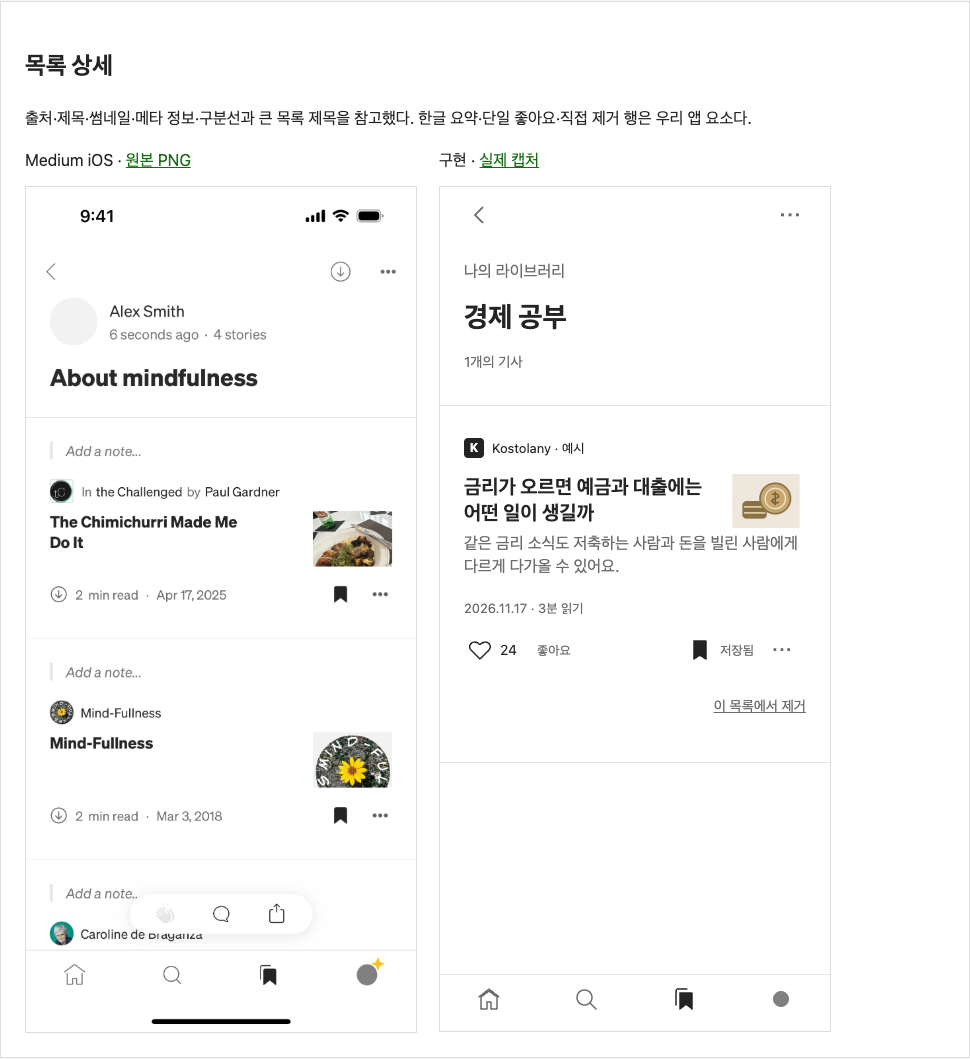 목록 상세
출처·제목·썸네일·메타 정보·구분선과 큰 목록 제목을 참고했다. 한글 요약·단일 좋아요·직접 제거 행은 우리 앱 요소다.
Medium iOS · 원본 PNG
9:41
Alex Smith
6 seconds ago · 4 stories
About mindfulness
Add a note...
In the Challenged by Paul Gardner
The Chimichurri Made Me
Do It
2 min read · Apr 17, 2025
Add a note...
Mind-Fullness
Mind-Fullness
MIND-FUL
2 min read · Mar 3, 2018
Add a note..
Caroline de Braganza
구현 · 실제 캡처
나의 라이브러리
경제 공부
1개의 기사
K Kostolany · 예시
금리가 오르면 예금과 대출에는
어떤 일이 생길까
같은 금리 소식도 저축하는 사람과 돈을 빌린 사람에게
다르게 다가올 수 있어요.
2026.11.17 · 3분 읽기
24 좋아요 저장됨
이 목록에서 제거